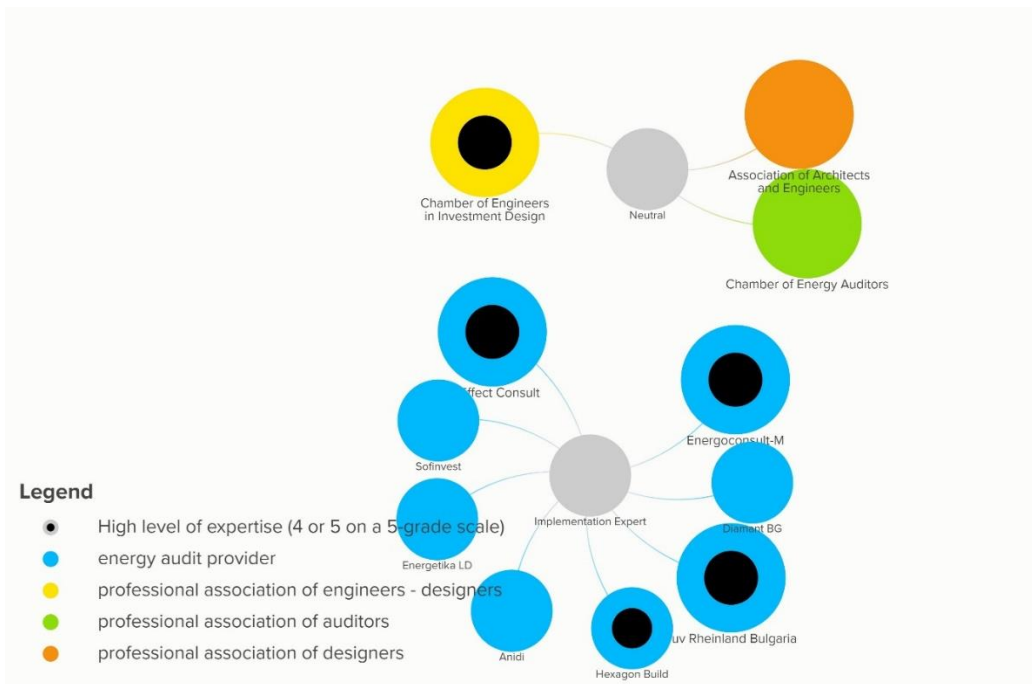 Chamber of Engineers
in Investment Design
Neutral
Association of Architects
and Engineers
Chamber of Energy Auditors
ffect Consult
Energoconsult-M
Sofinvest
Implementation Expert
Diamant BG
Energetika LD
uv Rheinland Bulgaria
Anidi
Hexagon Build
Legend
High level of expertise (4 or 5 on a 5-grade scale)
energy audit provider
professional association of engineers - designers
professional association of auditors
professional association of designers